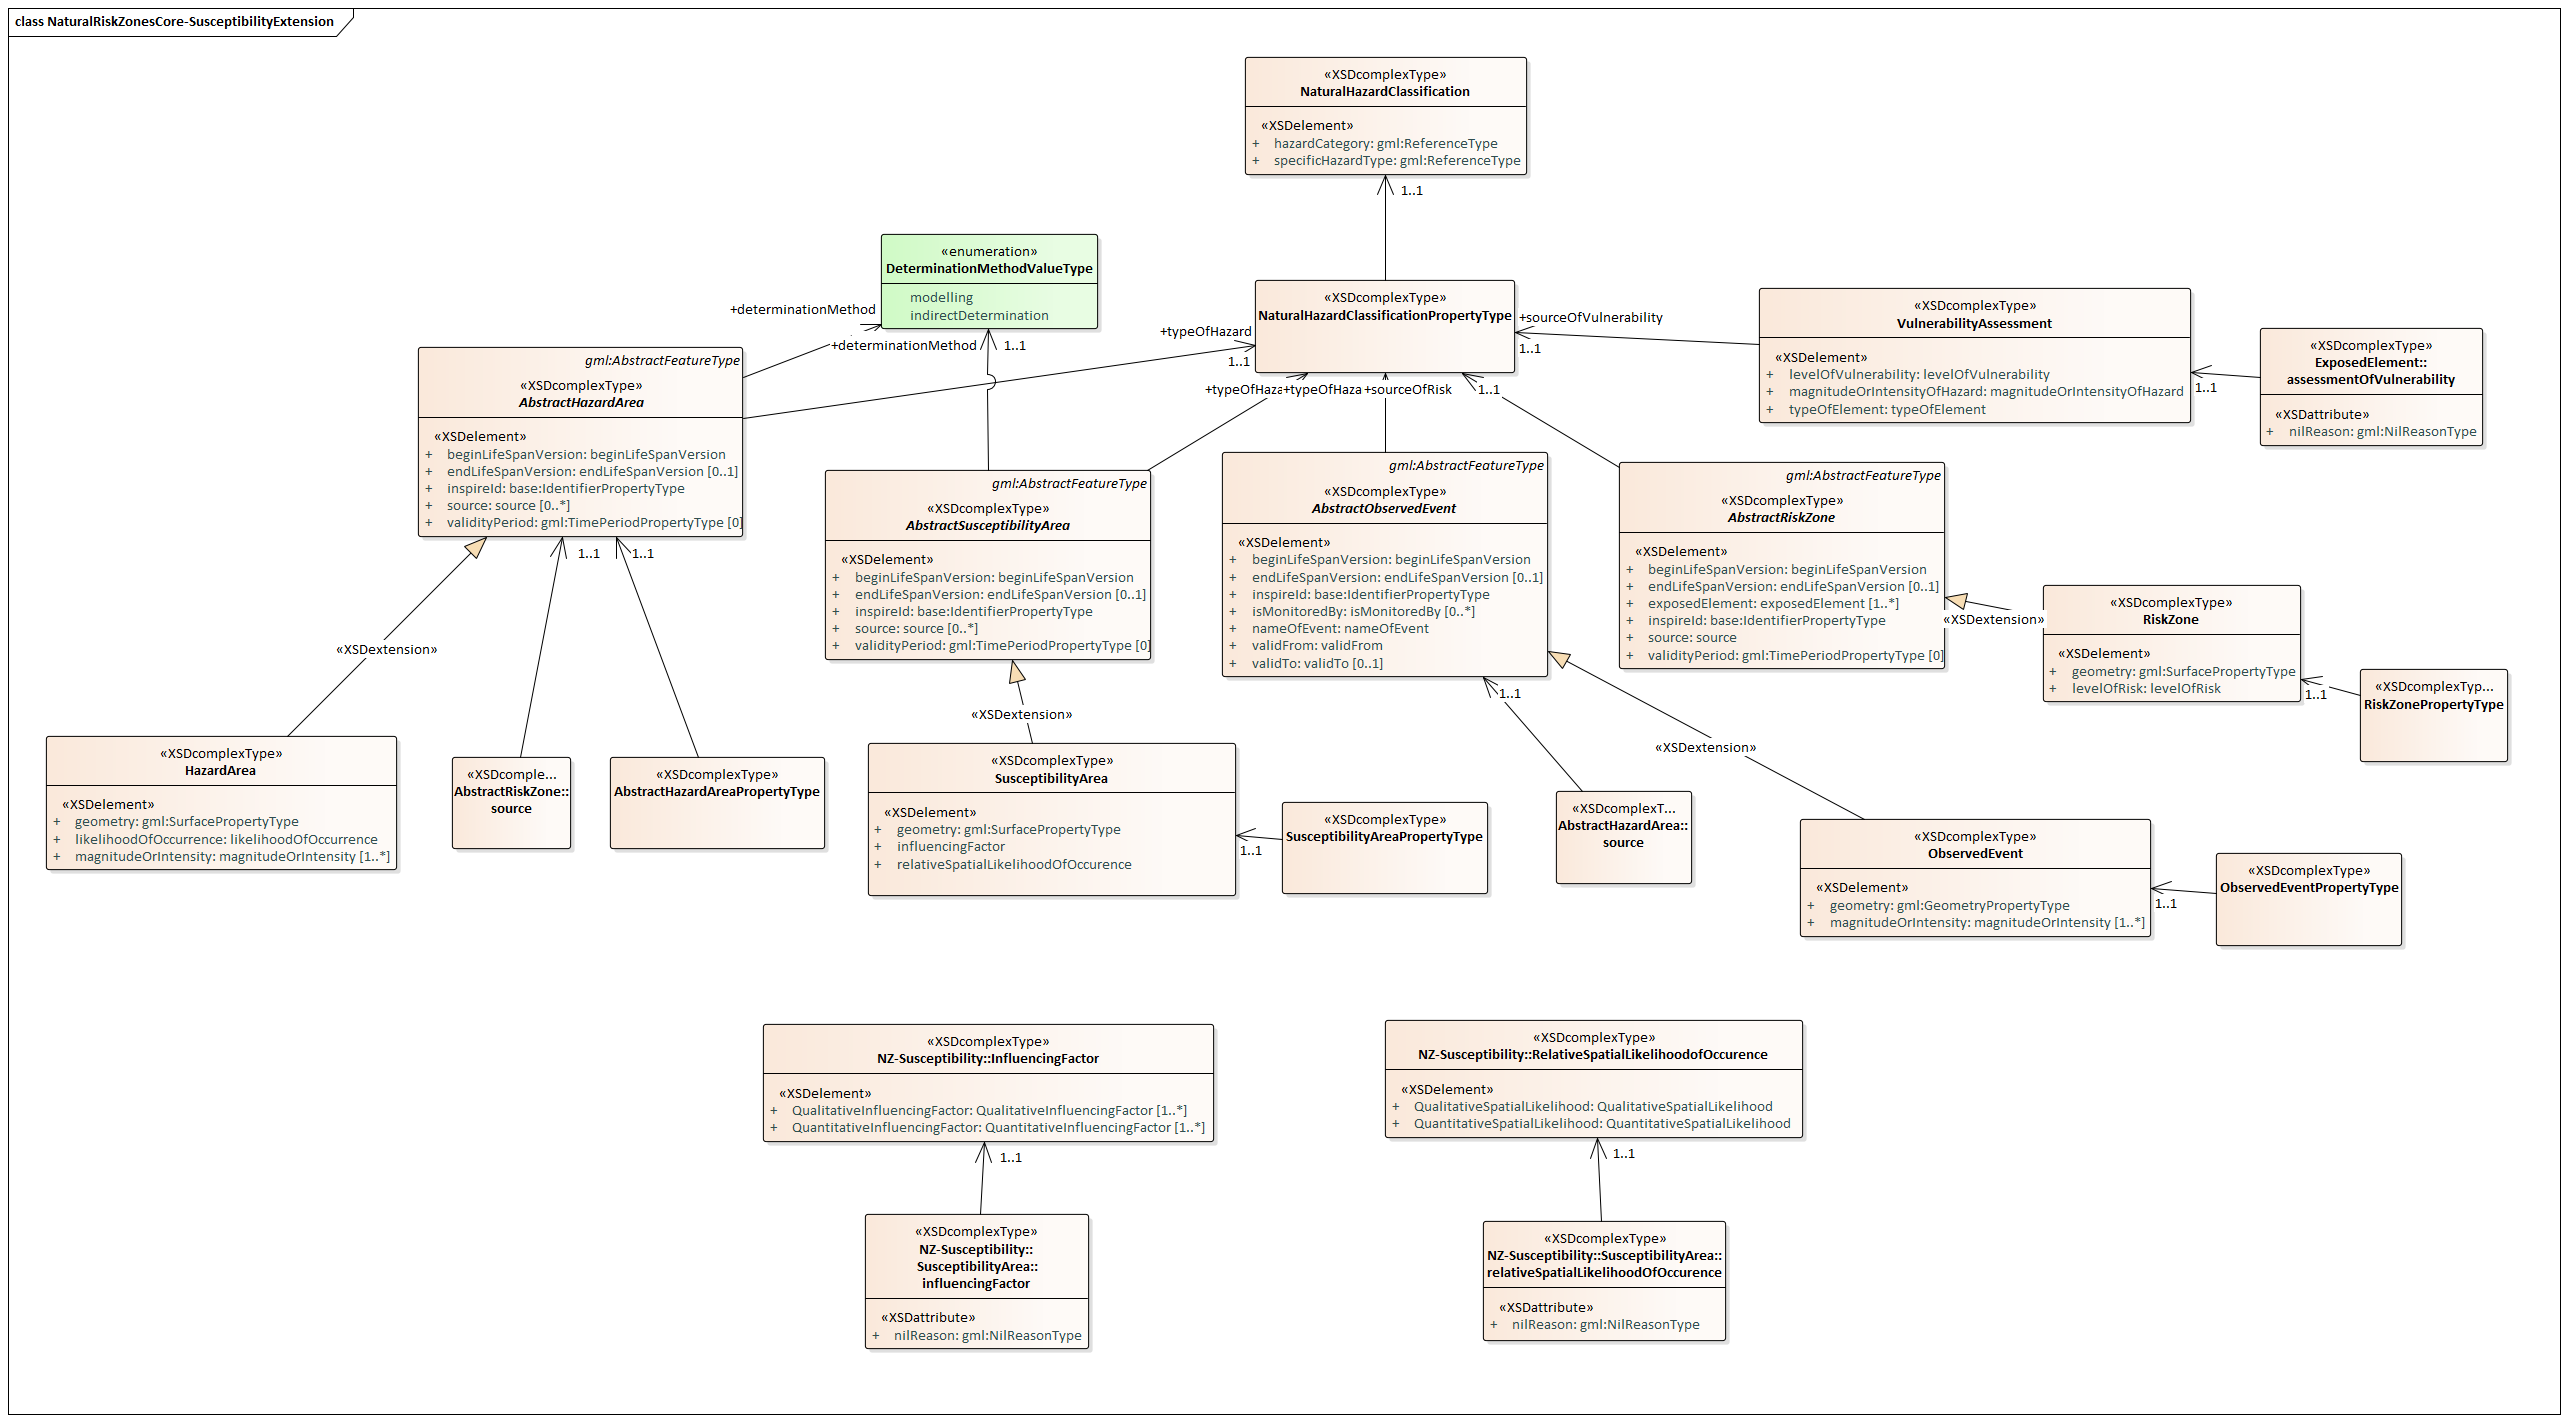 class NaturalRiskZonesCore-SusceptibilityExtension
«XSDcomplexType»
NaturalHazardClassification
«XSDelement»
+ hazardCategory: gml:ReferenceType
+ specificHazardType: gml:ReferenceType
1..1
«enumeration»
DeterminationMethodValueType
modelling
indirectDetermination
+determinationMethod
+determinationMethod
1..1
«XSDcomplexType»
NaturalHazardClassificationPropertyType
+typeOfHazard
1..1
+sourceOfVulnerability
1..1
+typeOfHaza
+typeOfHaza
+sourceOfRisk
1..1
«XSDcomplexType»
VulnerabilityAssessment
«XSDelement»
+ levelOfVulnerability: levelOfVulnerability
+ magnitudeOrIntensityOfHazard: magnitudeOrIntensityOfHazard
+ typeOfElement: typeOfElement
1..1
«XSDcomplexType»
ExposedElement::
assessmentOfVulnerability
«XSDattribute»
+ nilReason: gml:NilReasonType
gml:AbstractFeatureType
«XSDcomplexType»
AbstractHazardArea
«XSDelement»
+ beginLifeSpanVersion: beginLifeSpanVersion
+ endLifeSpanVersion: endLifeSpanVersion [0..1]
+ inspireId: base:IdentifierPropertyType
+ source: source [0..*]
+ validityPeriod: gml:TimePeriodPropertyType [0]
1..1
1..1
gml:AbstractFeatureType
«XSDcomplexType»
AbstractSusceptibilityArea
«XSDelement»
+ beginLifeSpanVersion: beginLifeSpanVersion
+ endLifeSpanVersion: endLifeSpanVersion [0..1]
+ inspireId: base:IdentifierPropertyType
+ source: source [0..*]
+ validityPeriod: gml:TimePeriodPropertyType [0]
gml:AbstractFeatureType
«XSDcomplexType»
AbstractObservedEvent
«XSDelement»
+ beginLifeSpanVersion: beginLifeSpanVersion
+ endLifeSpanVersion: endLifeSpanVersion [0..1]
+ inspireId: base:IdentifierPropertyType
+ isMonitoredBy: isMonitoredBy [0..*]
+ nameOfEvent: nameOfEvent
+ validFrom: validFrom
+ validTo: validTo [0..1]
1..1
gml:AbstractFeatureType
«XSDcomplexType»
AbstractRiskZone
«XSDelement»
+ beginLifeSpanVersion: beginLifeSpanVersion
+ endLifeSpanVersion: endLifeSpanVersion [0..1]
+ exposedElement: exposedElement [1..*]
+ inspireId: base:IdentifierPropertyType
+ source: source
+ validityPeriod: gml:TimePeriodPropertyType [0]
«XSDextension»
«XSDcomplexType»
RiskZone
«XSDelement»
+ geometry: gml:SurfacePropertyType
+ levelOfRisk: levelOfRisk
1..1
«XSDcomplexTyp...
RiskZonePropertyType
«XSDextension»
«XSDextension»
«XSDextension»
«XSDcomplexType»
HazardArea
«XSDelement»
+ geometry: gml:SurfacePropertyType
+ likelihoodOfOccurrence: likelihoodOfOccurrence
+ magnitudeOrIntensity: magnitudeOrIntensity [1..*]
«XSDcomple...
AbstractRiskZone::
source
«XSDcomplexType»
AbstractHazardAreaPropertyType
«XSDcomplexType»
SusceptibilityArea
«XSDelement»
+ geometry: gml:SurfacePropertyType
+ influencingFactor
+ relativeSpatialLikelihoodOfOccurence
1..1
«XSDcomplexType»
SusceptibilityAreaPropertyType
«XSDcomplexT...
AbstractHazardArea::
source
«XSDcomplexType»
ObservedEvent
«XSDelement»
+ geometry: gml:GeometryPropertyType
+ magnitudeOrIntensity: magnitudeOrIntensity [1..*]
1..1
«XSDcomplexType»
ObservedEventPropertyType
«XSDcomplexType»
NZ-Susceptibility::InfluencingFactor
«XSDelement»
+ QualitativeInfluencingFactor: QualitativeInfluencingFactor [1..*]
+ QuantitativeInfluencingFactor: QuantitativeInfluencingFactor [1..*]
1..1
«XSDcomplexType»
NZ-Susceptibility::RelativeSpatialLikelihoodofOccurence
«XSDelement»
+ QualitativeSpatialLikelihood: QualitativeSpatialLikelihood
+ QuantitativeSpatialLikelihood: QuantitativeSpatialLikelihood
1..1
«XSDcomplexType»
NZ-Susceptibility::
SusceptibilityArea::
influencingFactor
«XSDattribute»
+ nilReason: gml:NilReasonType
«XSDcomplexType»
NZ-Susceptibility::SusceptibilityArea::
relativeSpatialLikelihoodOfOccurence
«XSDattribute»
+ nilReason: gml:NilReasonType